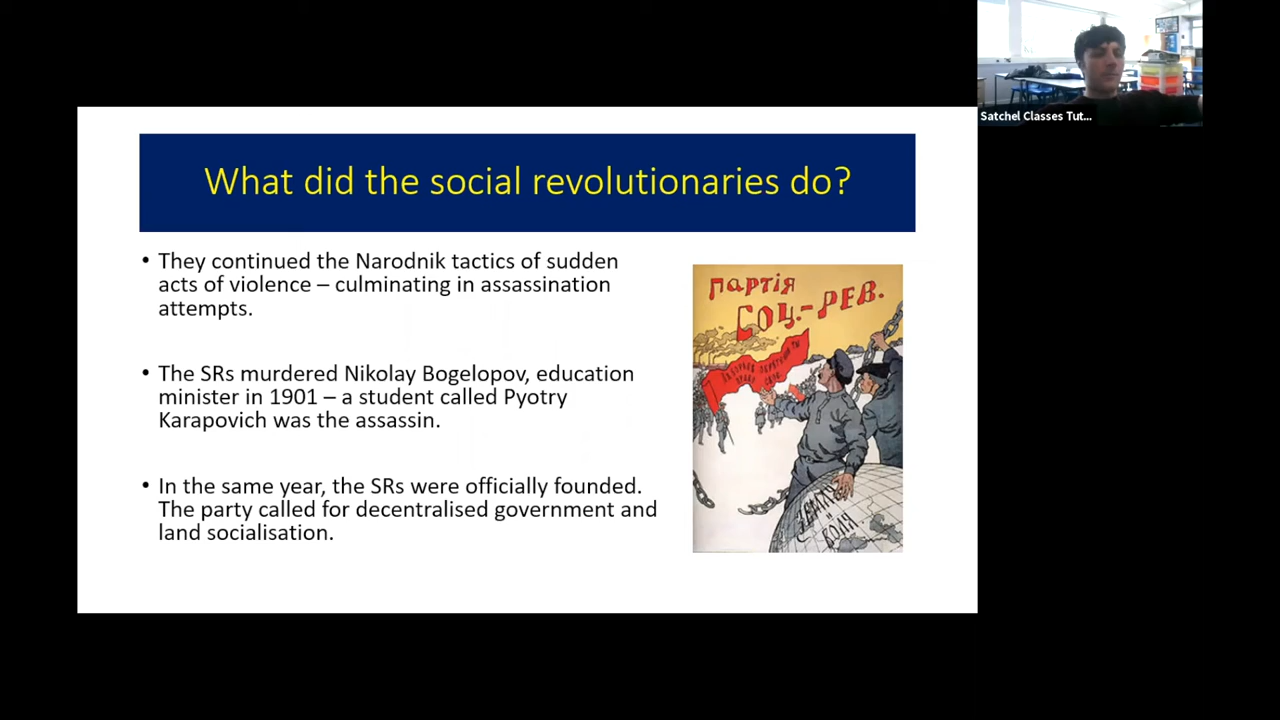 Satchel Classes Tut...
What did the social revolutionaries do?
• They continued the Narodnik tactics of sudden
acts of violence – culminating in assassination
attempts.
• The SRs murdered Nikolay Bogelopov, education
minister in 1901 – a student called Pyotry
Karapovich was the assassin.
• In the same year, the SRs were officially founded.
The party called for decentralised government and
land socialisation.
партія
СОЦ.-РЕВ.